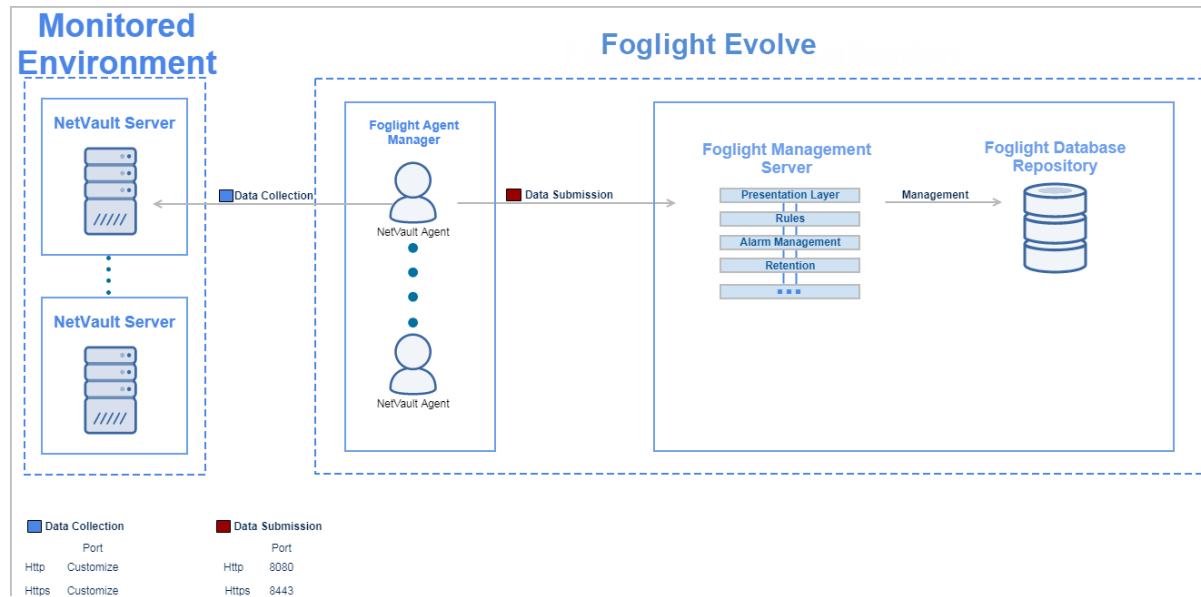 Monitored
Environment
Foglight Evolve
NetVault Server
Foglight Agent
Manager
Foglight Management
Server
Foglight Database
Repository
Data Collection
Data Submission
Presentation Layer
Management
Rules
NetVault Agent
Alarm Management
Retention
NetVault Server
NetVault Agent
Data Collection
Port
Http Customize
Https Customize
Data Submission
Port
Http 8080
Https 8443